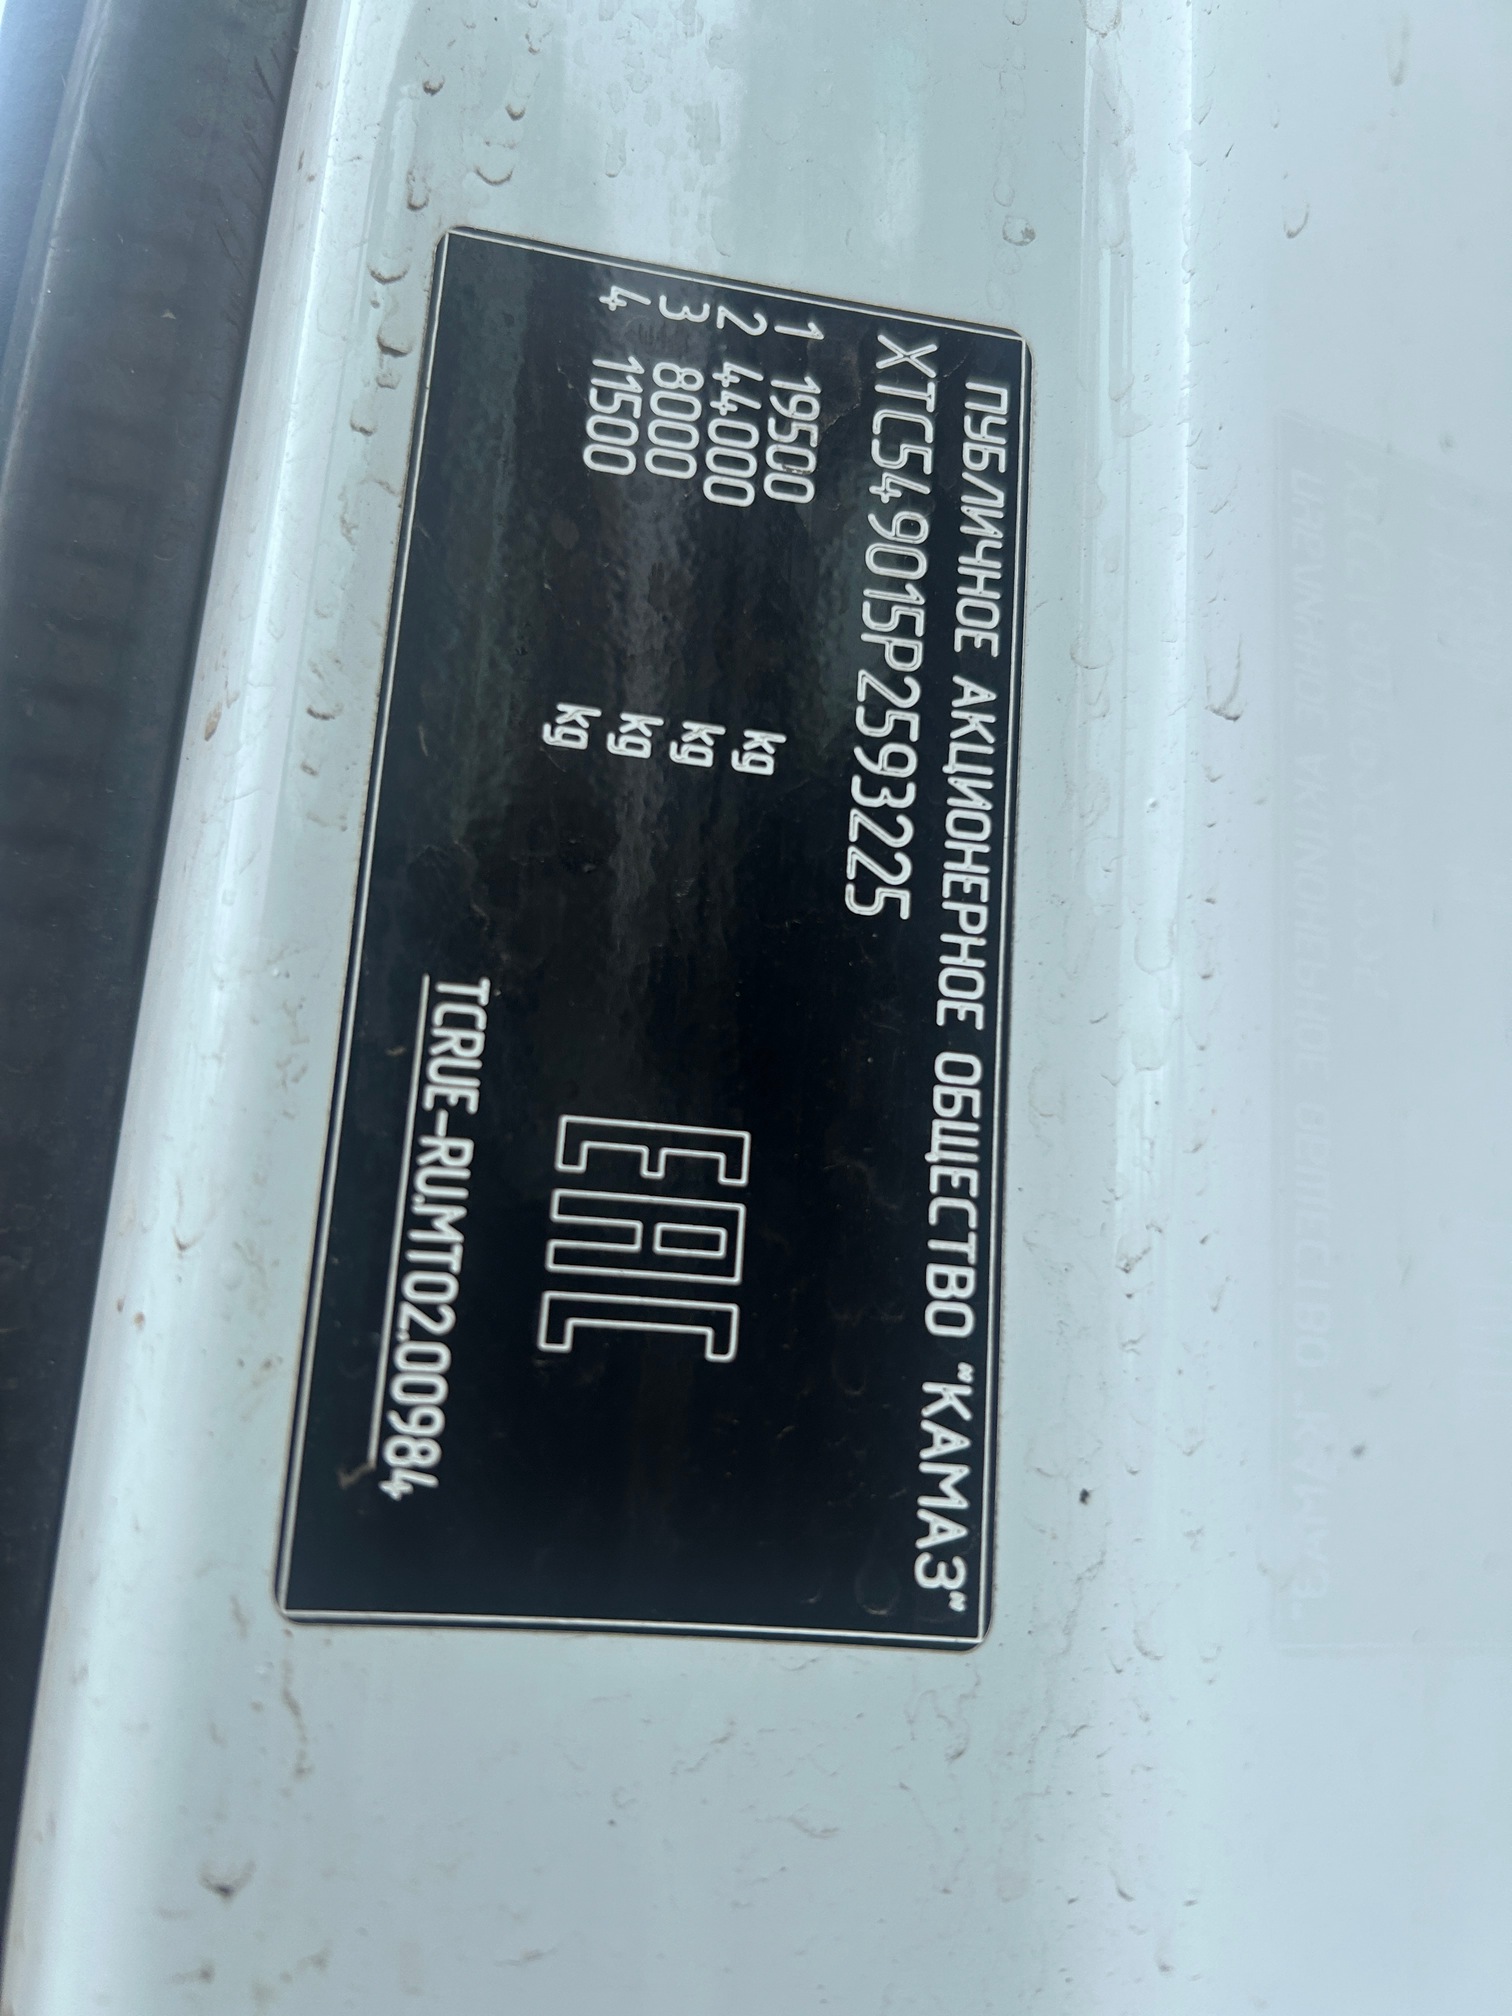 ПУБЛИЧНОЕ АКЦИОНЕРНОЕ ОБЩЕСТВО "КАМАЗ"
XTC549015P2593225
1 19500 kg
2 44000 kg
3 8000 kg
4 11500 kg
EAC
TCRUE-RU.MT02.00984